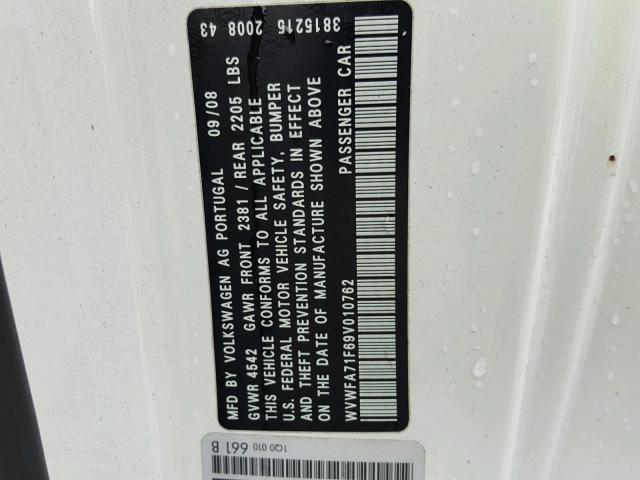 MFD BY VOLKSWAGEN AG PORTUGAL 09/08 2008 43 3815215
GVWR 4542 GAWR FRONT 2381 / REAR 2205 LBS
THIS VEHICLE CONFORMS TO ALL APPLICABLE
U.S. FEDERAL MOTOR VEHICLE SAFETY, BUMPER
AND THEFT PREVENTION STANDARDS IN EFFECT
ON THE DATE OF MANUFACTURE SHOWN ABOVE
WVWFA71F69V010762 PASSENGER CAR
1Q0 010 661 B